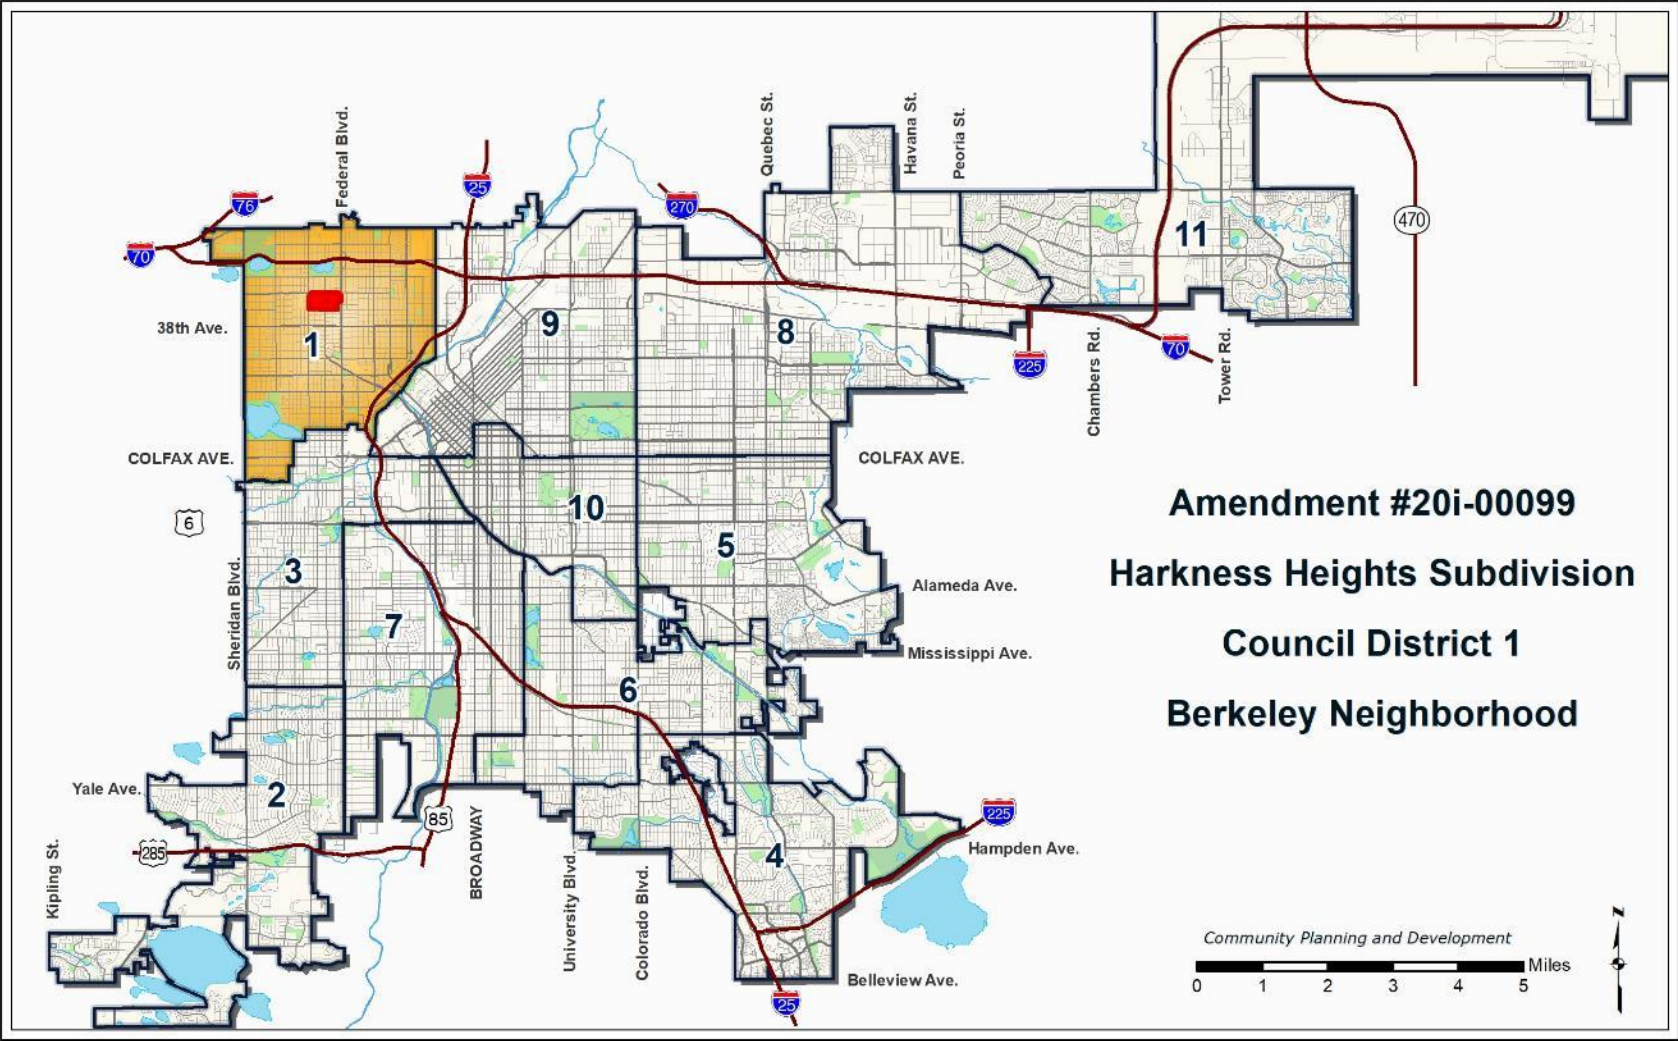 Federal Blvd.
Quebec St.
Havana St.
Peoria St.
76
25
270
70
470
11
38th Ave.
1
9
8
225
70
Chambers Rd.
Tower Rd.
COLFAX AVE.
COLFAX AVE.
6
10
5
3
7
Sheridan Blvd.
Alameda Ave.
Mississippi Ave.
6
Amendment #20i-00099
Harkness Heights Subdivision
Council District 1
Berkeley Neighborhood
Yale Ave.
2
85
285
BROADWAY
225
4
Hampden Ave.
Kipling St.
University Blvd.
Colorado Blvd.
Belleview Ave.
25
Community Planning and Development
Miles
0 1 2 3 4 5
N